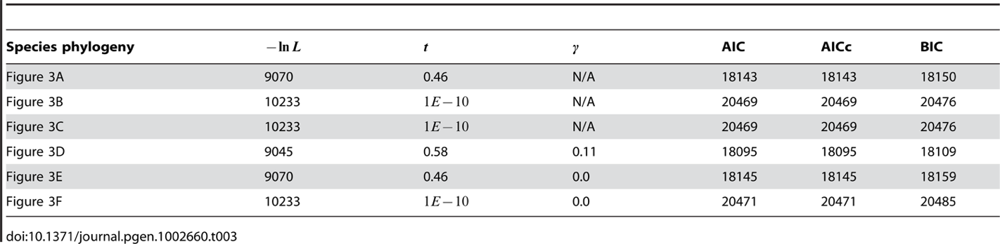 Species phylogeny −ln L t γ AIC AICc BIC
Figure 3A 9070 0.46 N/A 18143 18143 18150
Figure 3B 10233 1E−10 N/A 20469 20469 20476
Figure 3C 10233 1E−10 N/A 20469 20469 20476
Figure 3D 9045 0.58 0.11 18095 18095 18109
Figure 3E 9070 0.46 0.0 18145 18145 18159
Figure 3F 10233 1E−10 0.0 20471 20471 20485
doi:10.1371/journal.pgen.1002660.t003